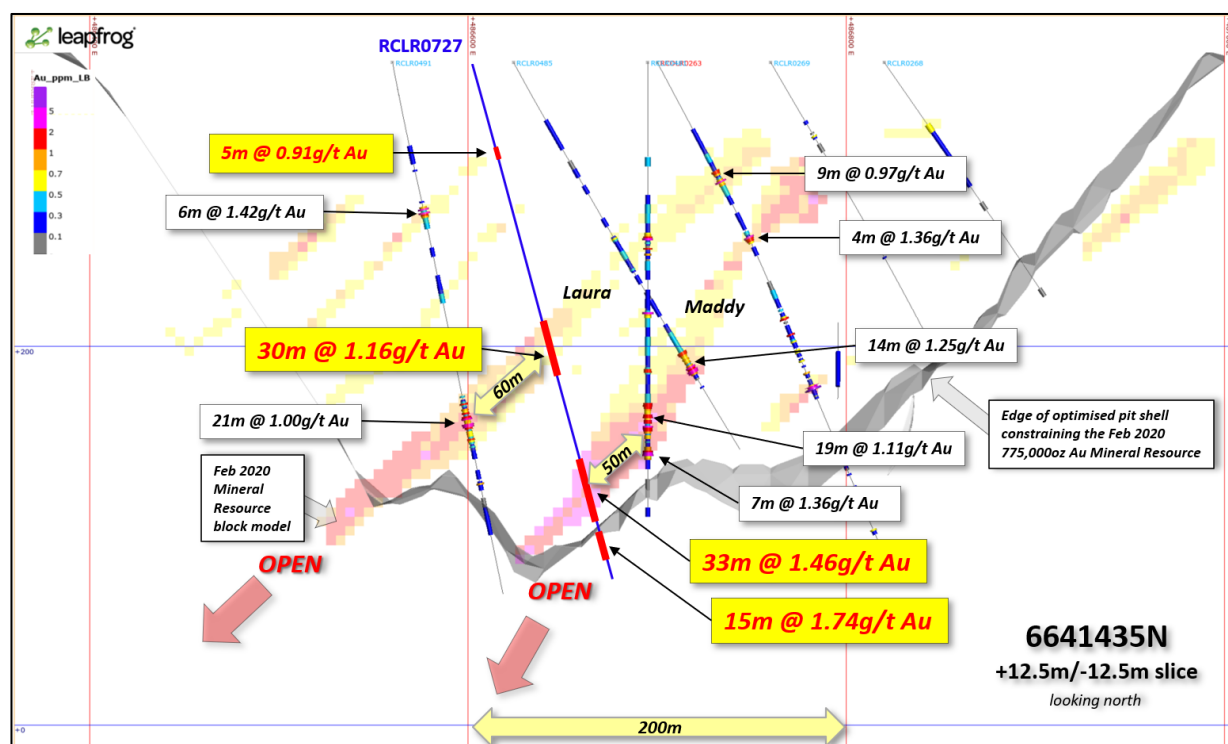 leapfrog
RCLR0727
+486600 E
+486800 E
Au_ppm_LB
5
2
1
0.7
0.5
0.3
0.1
RCLR0491
RCLR0485
RCLR0269
RCLR0268
5m @ 0.91g/t Au
9m @ 0.97g/t Au
6m @ 1.42g/t Au
4m @ 1.36g/t Au
Laura
Maddy
+200
30m @ 1.16g/t Au
14m @ 1.25g/t Au
60m
21m @ 1.00g/t Au
Edge of optimised pit shell
constraining the Feb 2020
775,000oz Au Mineral Resource
50m
19m @ 1.11g/t Au
Feb 2020
Mineral
Resource
block model
7m @ 1.36g/t Au
OPEN
33m @ 1.46g/t Au
OPEN
15m @ 1.74g/t Au
6641435N
+12.5m/-12.5m slice
looking north
200m
+0